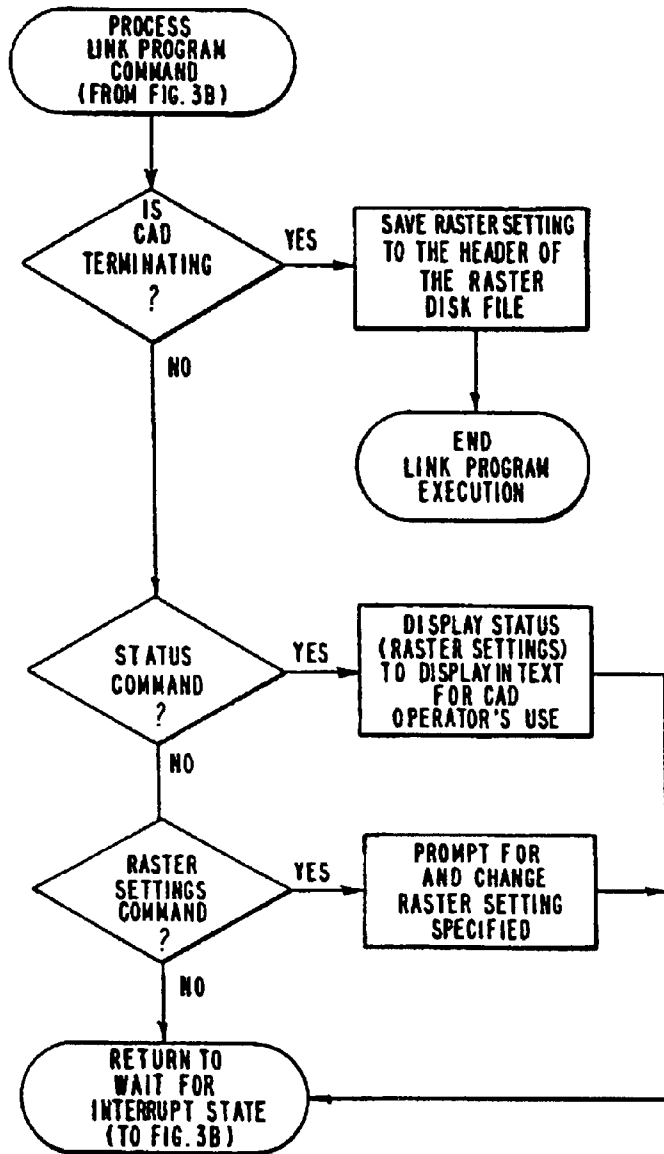 PROCESS
LINK PROGRAM
COMMAND
(FROM FIG. 3B)
IS
CAD
TERMINATING
?
YES
SAVE RASTER SETTING
TO THE HEADER OF
THE RASTER
DISK FILE
NO
END
LINK PROGRAM
EXECUTION
STATUS
COMMAND
?
YES
DISPLAY STATUS
(RASTER SETTINGS)
TO DISPLAY IN TEXT
FOR CAD
OPERATOR'S USE
NO
RASTER
SETTINGS
COMMAND
?
YES
PROMPT FOR
AND CHANGE
RASTER SETTING
SPECIFIED
NO
RETURN TO
WAIT FOR
INTERRUPT STATE
(TO FIG. 3B)